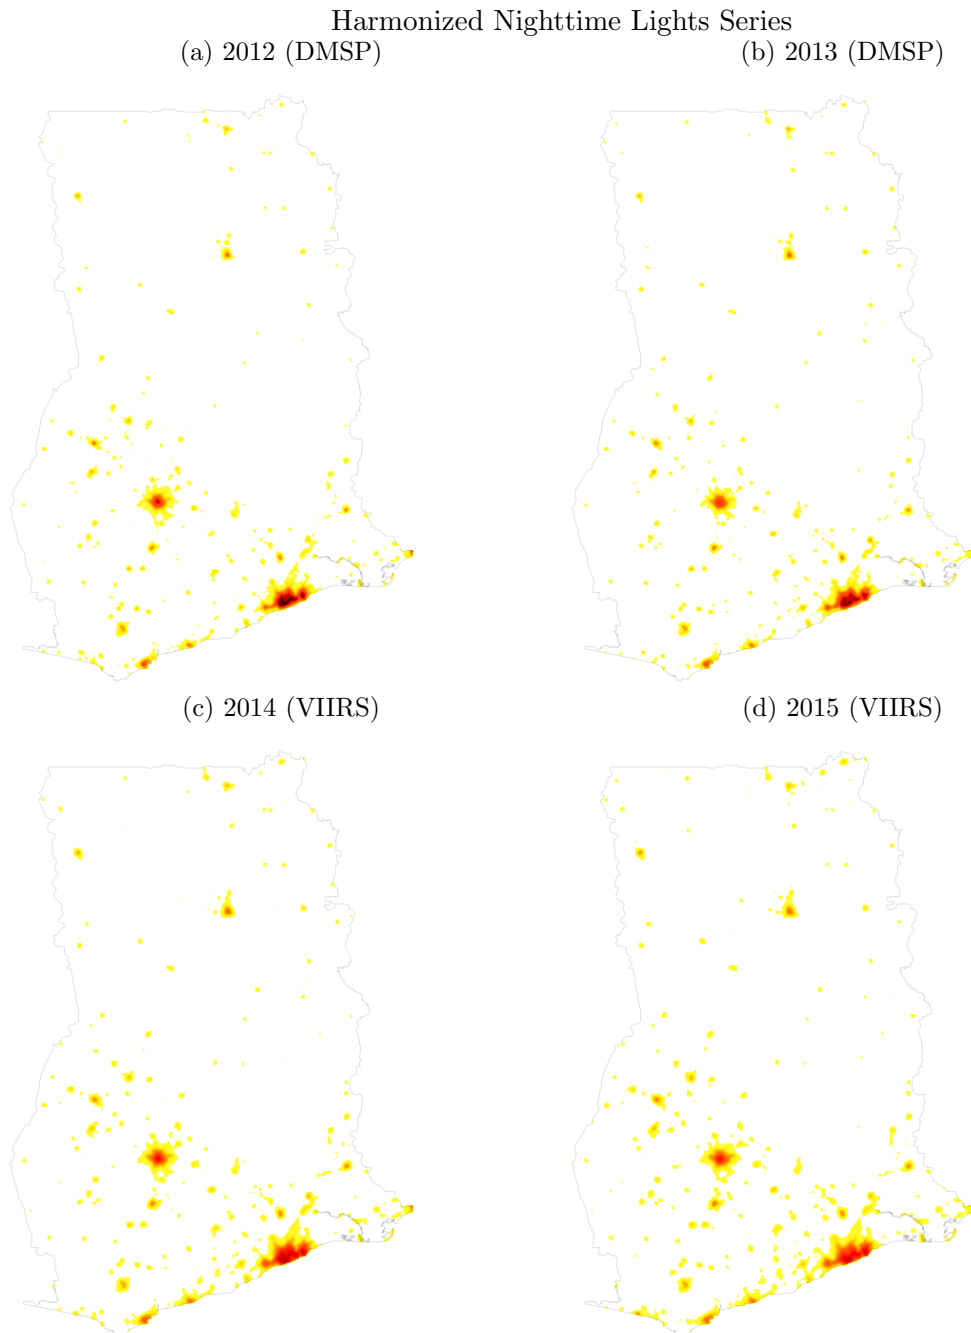 Harmonized Nighttime Lights Series
(a) 2012 (DMSP)
(b) 2013 (DMSP)
(c) 2014 (VIIRS)
(d) 2015 (VIIRS)